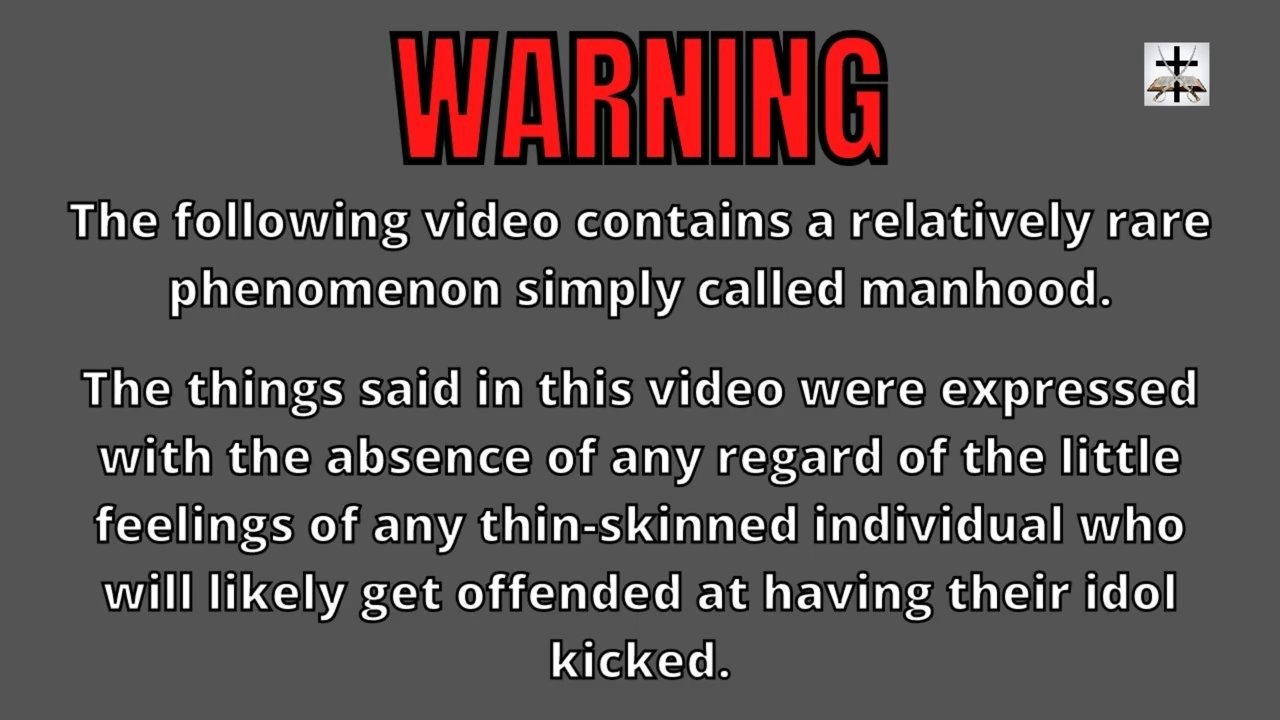 WARNING
The following video contains a relatively rare
phenomenon simply called manhood.
The things said in this video were expressed
with the absence of any regard of the little
feelings of any thin-skinned individual who
will likely get offended at having their idol
kicked.